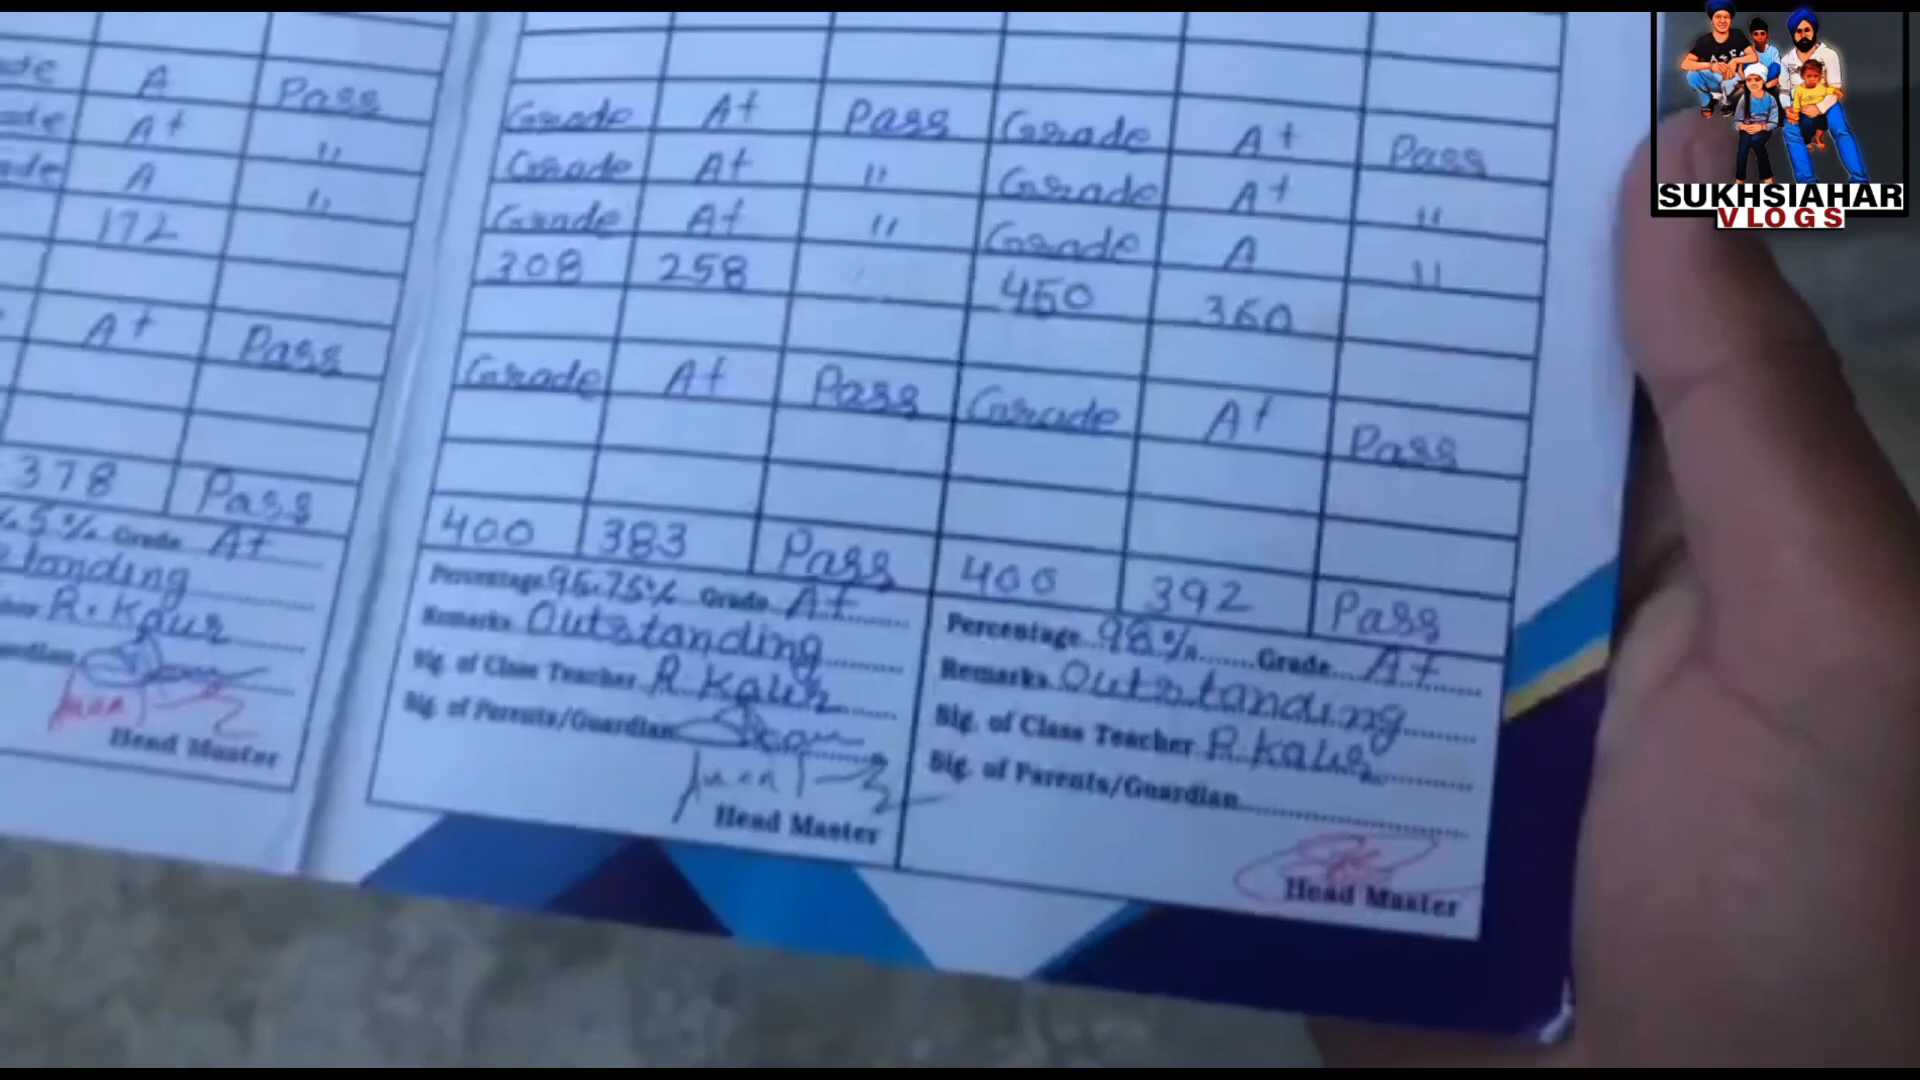 SUKHSIAHAR
VLOGS
A Pass
A+ "
A "
172
A+ Pass
378 Pass
5% Grade A+
R. Kaur
Head Master
Grade A+ Pass
Grade A+ "
Grade A+ "
308 258
Grade A+ Pass
400 383 Pass
Percentage 95.75% Grade A+
Remarks Outstanding
Sig. of Class Teacher R. Kaur
Sig. of Parents/Guardian
Head Master
Grade A+ Pass
Grade A+ "
Grade A "
450 360
Grade A+ Pass
400 392 Pass
Percentage 98% Grade A+
Remarks Outstanding
Sig. of Class Teacher R. Kaur
Sig. of Parents/Guardian
Head Master